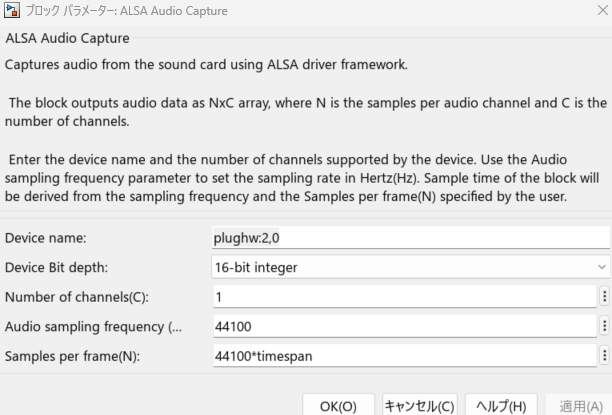 ブロック パラメーター: ALSA Audio Capture
ALSA Audio Capture
Captures audio from the sound card using ALSA driver framework.
The block outputs audio data as NxC array, where N is the samples per audio channel and C is the
number of channels.
Enter the device name and the number of channels supported by the device. Use the Audio
sampling frequency parameter to set the sampling rate in Hertz(Hz). Sample time of the block will
be derived from the sampling frequency and the Samples per frame(N) specified by the user.
Device name: plughw:2,0
Device Bit depth: 16-bit integer
Number of channels(C): 1
Audio sampling frequency (... 44100
Samples per frame(N): 44100*timespan
OK(O) キャンセル(C) ヘルプ(H) 適用(A)